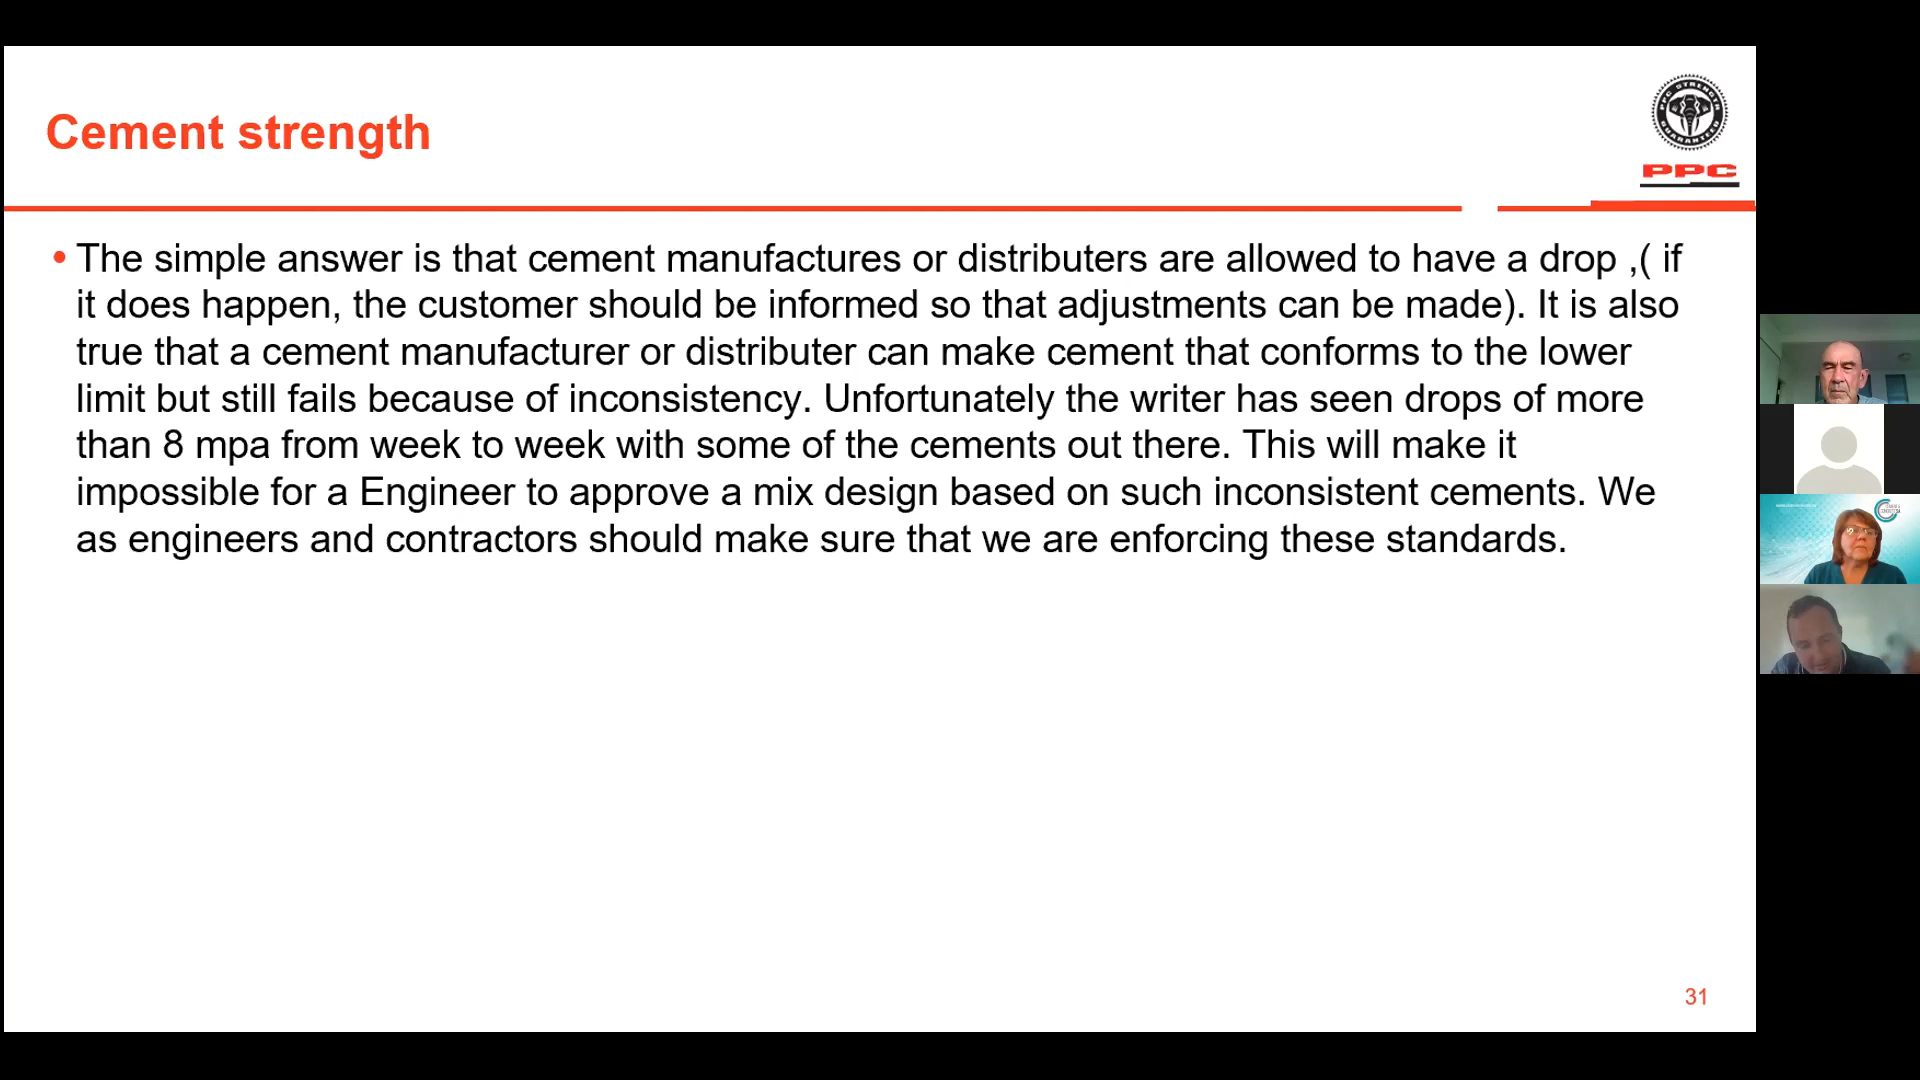 Cement strength
PPC STRENGTH
GUARANTEED
PPC
• The simple answer is that cement manufactures or distributers are allowed to have a drop ,( if
it does happen, the customer should be informed so that adjustments can be made). It is also
true that a cement manufacturer or distributer can make cement that conforms to the lower
limit but still fails because of inconsistency. Unfortunately the writer has seen drops of more
than 8 mpa from week to week with some of the cements out there. This will make it
impossible for a Engineer to approve a mix design based on such inconsistent cements. We
as engineers and contractors should make sure that we are enforcing these standards.
31